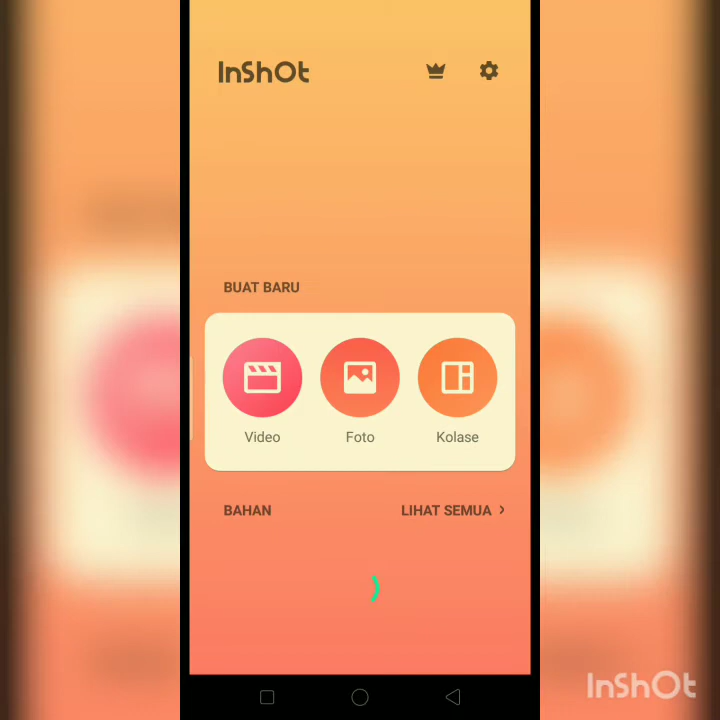 InShOt
BUAT BARU
Video Foto Kolase
BAHAN LIHAT SEMUA
InShOt